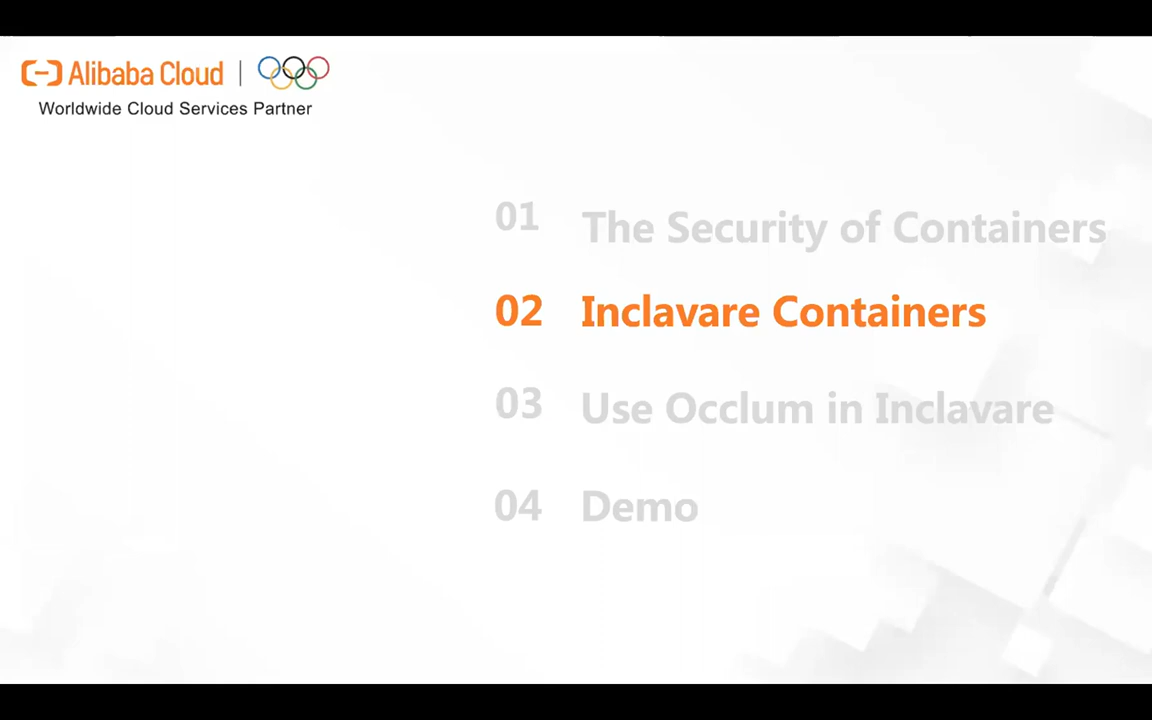 Alibaba Cloud
Worldwide Cloud Services Partner
01 The Security of Containers
02 Inclavare Containers
03 Use Occlum in Inclavare
04 Demo